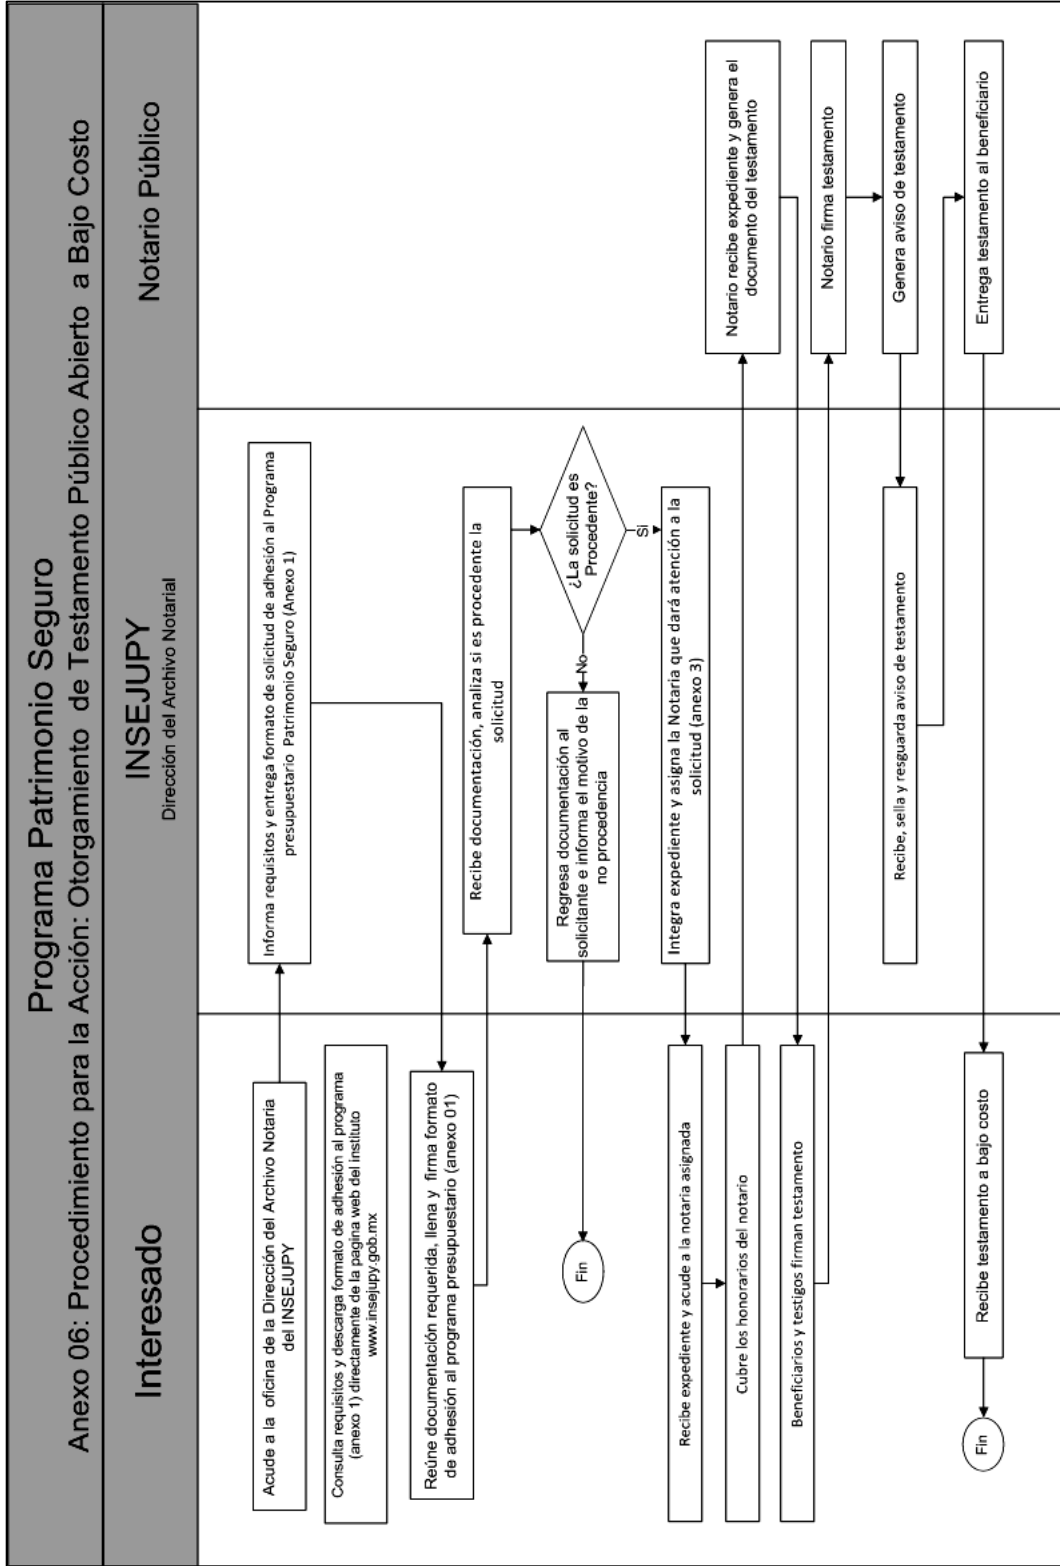 Programa Patrimonio Seguro
Anexo 06: Procedimiento para la Acción: Otorgamiento de Testamento Público Abierto a Bajo Costo
Interesado
INSEJUPY
Dirección del Archivo Notarial
Notario Público
Acude a la oficina de la Dirección del Archivo Notaria
del INSEJUPY
Informa requisitos y entrega formato de solicitud de adhesión al Programa
presupuestario Patrimonio Seguro (Anexo 1)
Consulta requisitos y descarga formato de adhesión al programa
(anexo 1) directamente de la pagina web del instituto
www.insejupy.gob.mx
Reúne documentación requerida, llena y firma formato
de adhesión al programa presupuestario (anexo 01)
Recibe documentación, analiza si es procedente la
solicitud
¿La solicitud es
Procedente?
No
Si
Regresa documentación al
solicitante e informa el motivo de la
no procedencia
Fin
Integra expediente y asigna la Notaria que dará atención a la
solicitud (anexo 3)
Recibe expediente y acude a la notaria asignada
Cubre los honorarios del notario
Notario recibe expediente y genera el
documento del testamento
Beneficiarios y testigos firman testamento
Notario firma testamento
Genera aviso de testamento
Recibe, sella y resguarda aviso de testamento
Entrega testamento al beneficiario
Recibe testamento a bajo costo
Fin